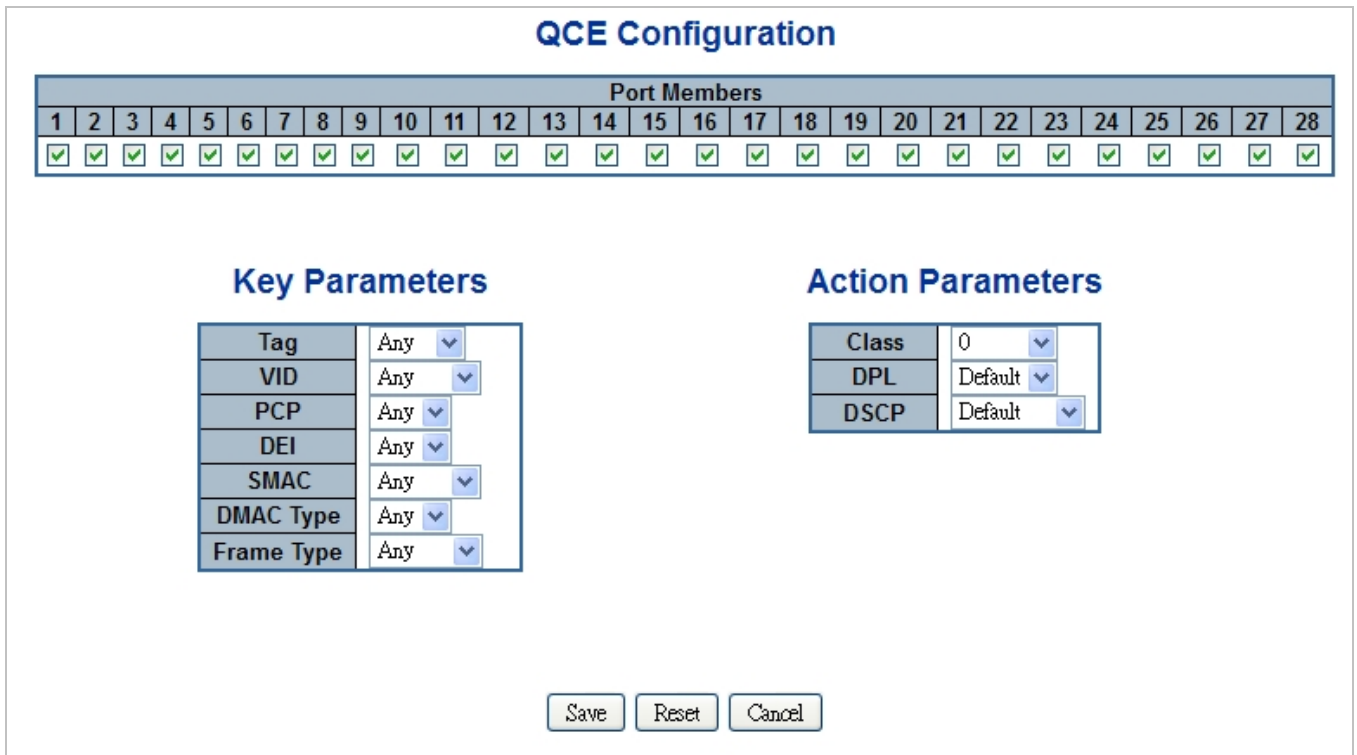 QCE Configuration
Port Members
1 2 3 4 5 6 7 8 9 10 11 12 13 14 15 16 17 18 19 20 21 22 23 24 25 26 27 28
Key Parameters
Tag Any
VID Any
PCP Any
DEI Any
SMAC Any
DMAC Type Any
Frame Type Any
Action Parameters
Class 0
DPL Default
DSCP Default
Save Reset Cancel